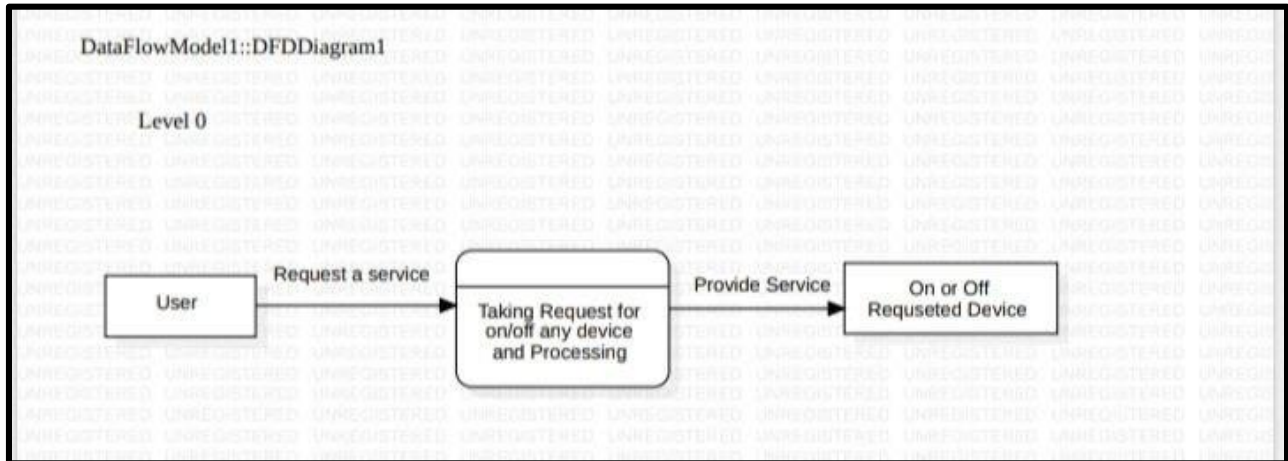 DataFlowModel1::DFDDiagram1
Level 0
Request a service
User
Taking Request for
on/off any device
and Processing
Provide Service
On or Off
Requseted Device
UNREGISTERED